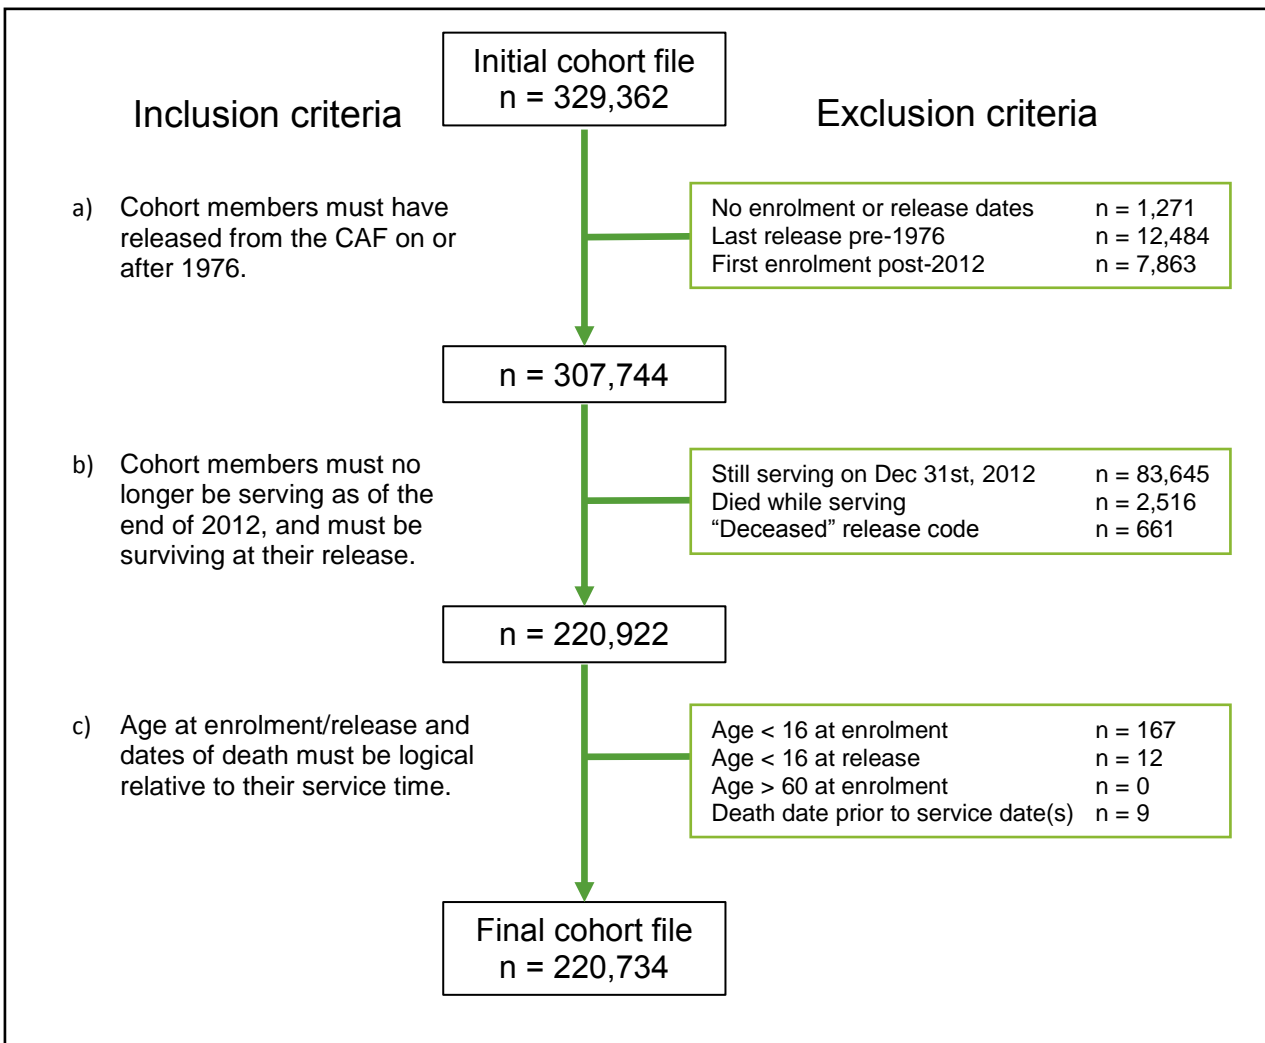 Initial cohort file
n = 329,362
Inclusion criteria
Exclusion criteria
a) Cohort members must have
released from the CAF on or
after 1976.
No enrolment or release dates n = 1,271
Last release pre-1976 n = 12,484
First enrolment post-2012 n = 7,863
n = 307,744
b) Cohort members must no
longer be serving as of the
end of 2012, and must be
surviving at their release.
Still serving on Dec 31st, 2012 n = 83,645
Died while serving n = 2,516
“Deceased” release code n = 661
n = 220,922
c) Age at enrolment/release and
dates of death must be logical
relative to their service time.
Age < 16 at enrolment n = 167
Age < 16 at release n = 12
Age > 60 at enrolment n = 0
Death date prior to service date(s) n = 9
Final cohort file
n = 220,734